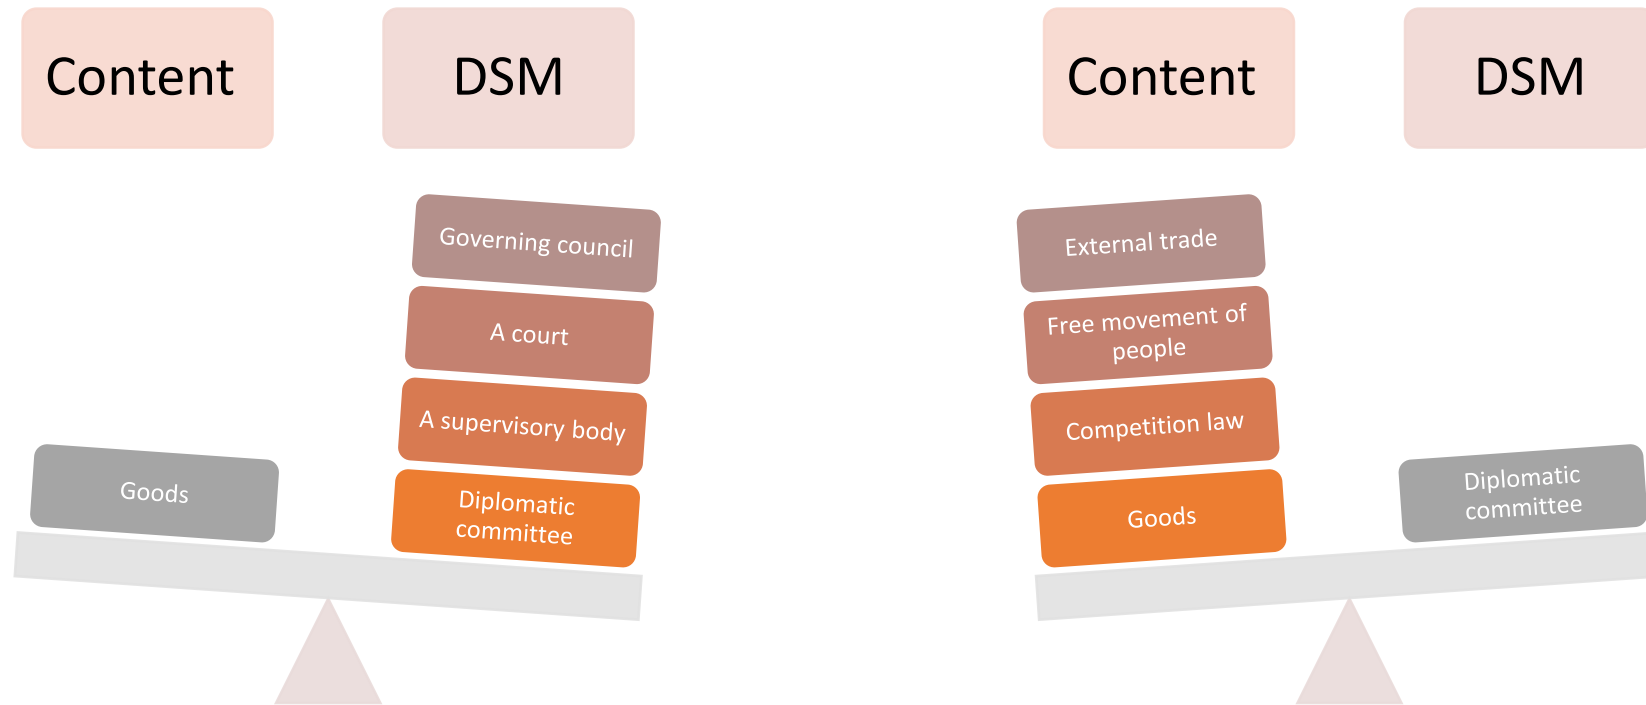 Content
DSM
Governing council
A court
A supervisory body
Diplomatic
committee
Goods
Content
DSM
External trade
Free movement of
people
Competition law
Goods
Diplomatic
committee